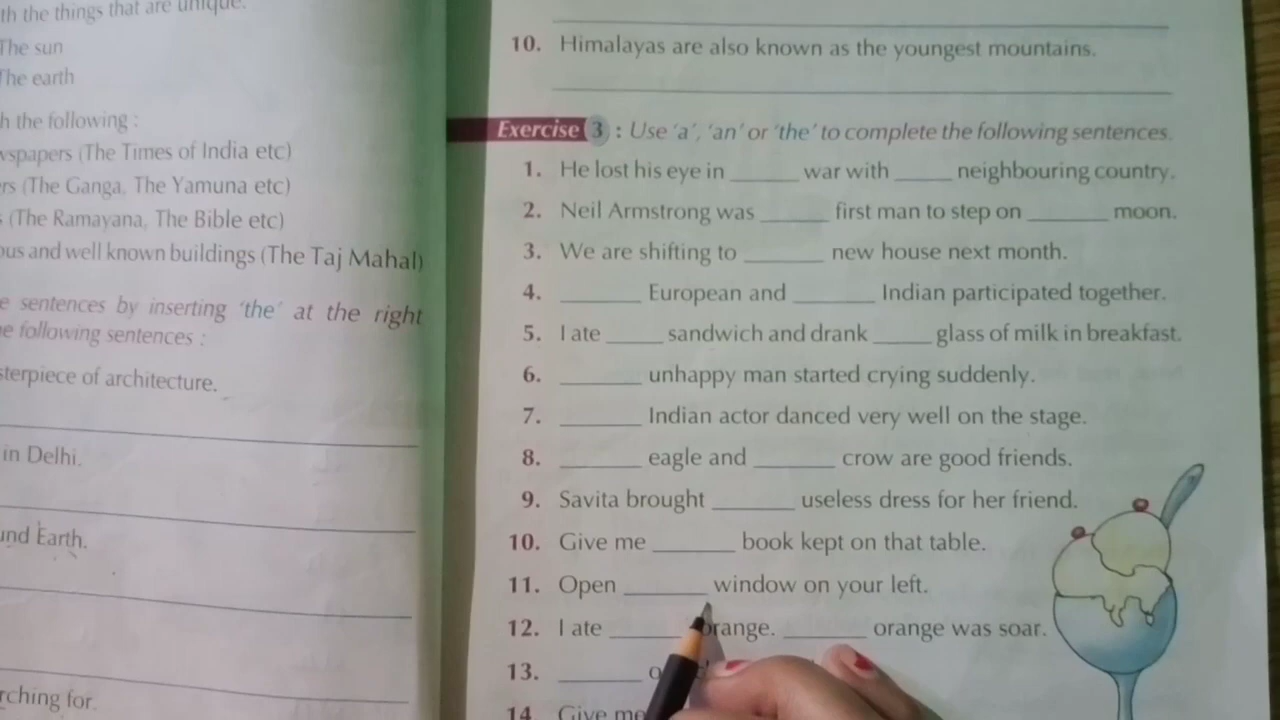 th the things that are unique.
The sun
The earth
h the following :
wspapers (The Times of India etc)
rs (The Ganga, The Yamuna etc)
s (The Ramayana, The Bible etc)
ous and well known buildings (The Taj Mahal)
e sentences by inserting 'the' at the right
e following sentences :
sterpiece of architecture.
in Delhi.
und Earth.
rching for.
10. Himalayas are also known as the youngest mountains.
Exercise 3 : Use 'a', 'an' or 'the' to complete the following sentences.
1. He lost his eye in ______ war with ______ neighbouring country.
2. Neil Armstrong was ______ first man to step on ______ moon.
3. We are shifting to ______ new house next month.
4. ______ European and ______ Indian participated together.
5. I ate ______ sandwich and drank ______ glass of milk in breakfast.
6. ______ unhappy man started crying suddenly.
7. ______ Indian actor danced very well on the stage.
8. ______ eagle and ______ crow are good friends.
9. Savita brought ______ useless dress for her friend.
10. Give me ______ book kept on that table.
11. Open ______ window on your left.
12. I ate ______ orange. ______ orange was soar.
13. ______
14. Give me